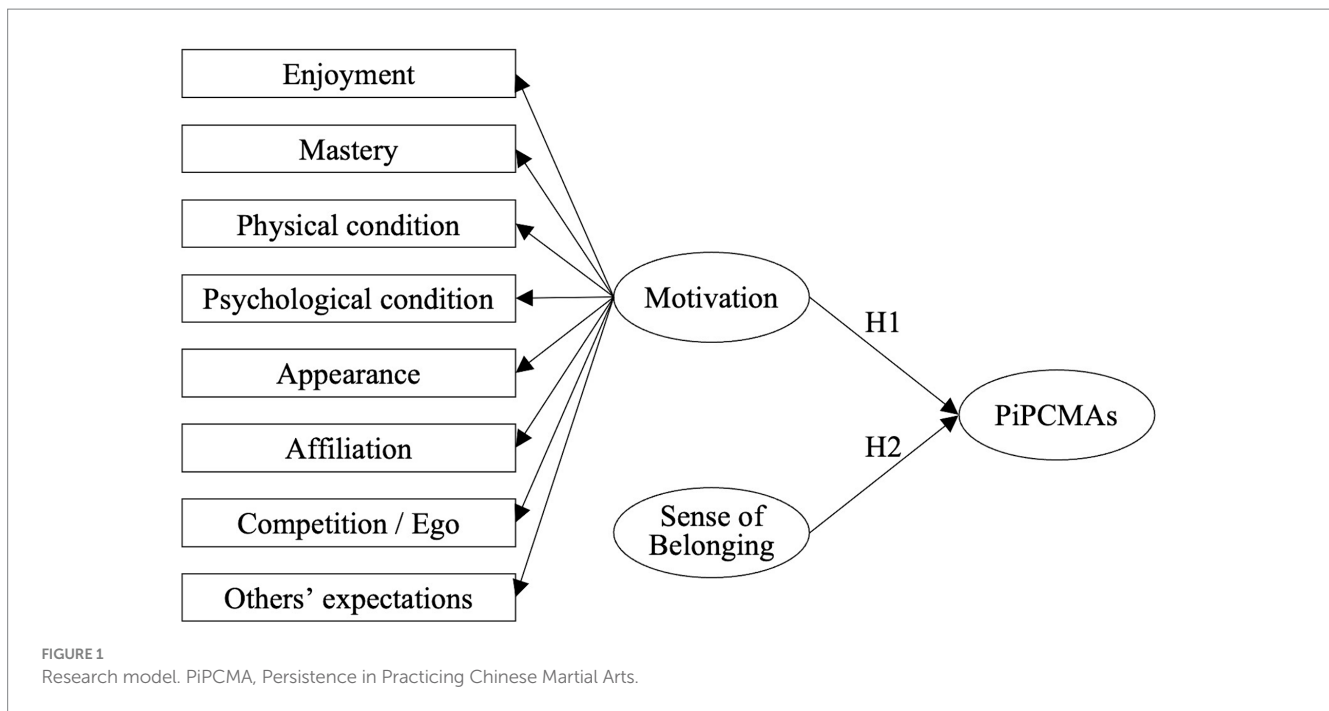 Enjoyment
Mastery
Physical condition
Psychological condition
Appearance
Affiliation
Competition / Ego
Others’ expectations
Motivation
Sense of
Belonging
H1
H2
PiPCMAs
FIGURE 1
Research model. PiPCMA, Persistence in Practicing Chinese Martial Arts.